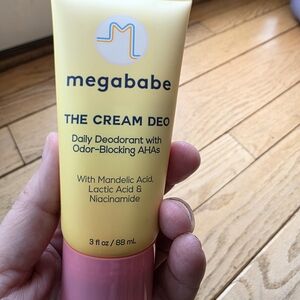 megababe
THE CREAM DEO
Daily Deodorant with
Odor-Blocking AHAs
With Mandelic Acid,
Lactic Acid &
Niacinamide
3 fl oz / 88 mL